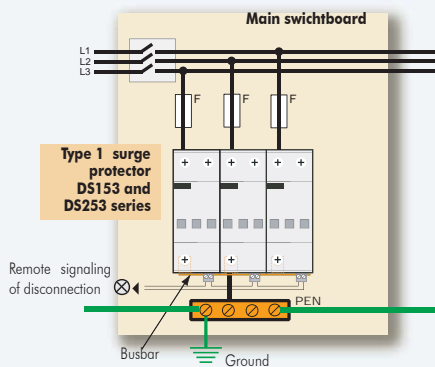 Main swichtboard
L1
L2
L3
F
F
F
Type 1 surge
protector
DS153 and
DS253 series
+ + + + + +
+ + +
Remote signaling
of disconnection
PEN
Busbar
Ground